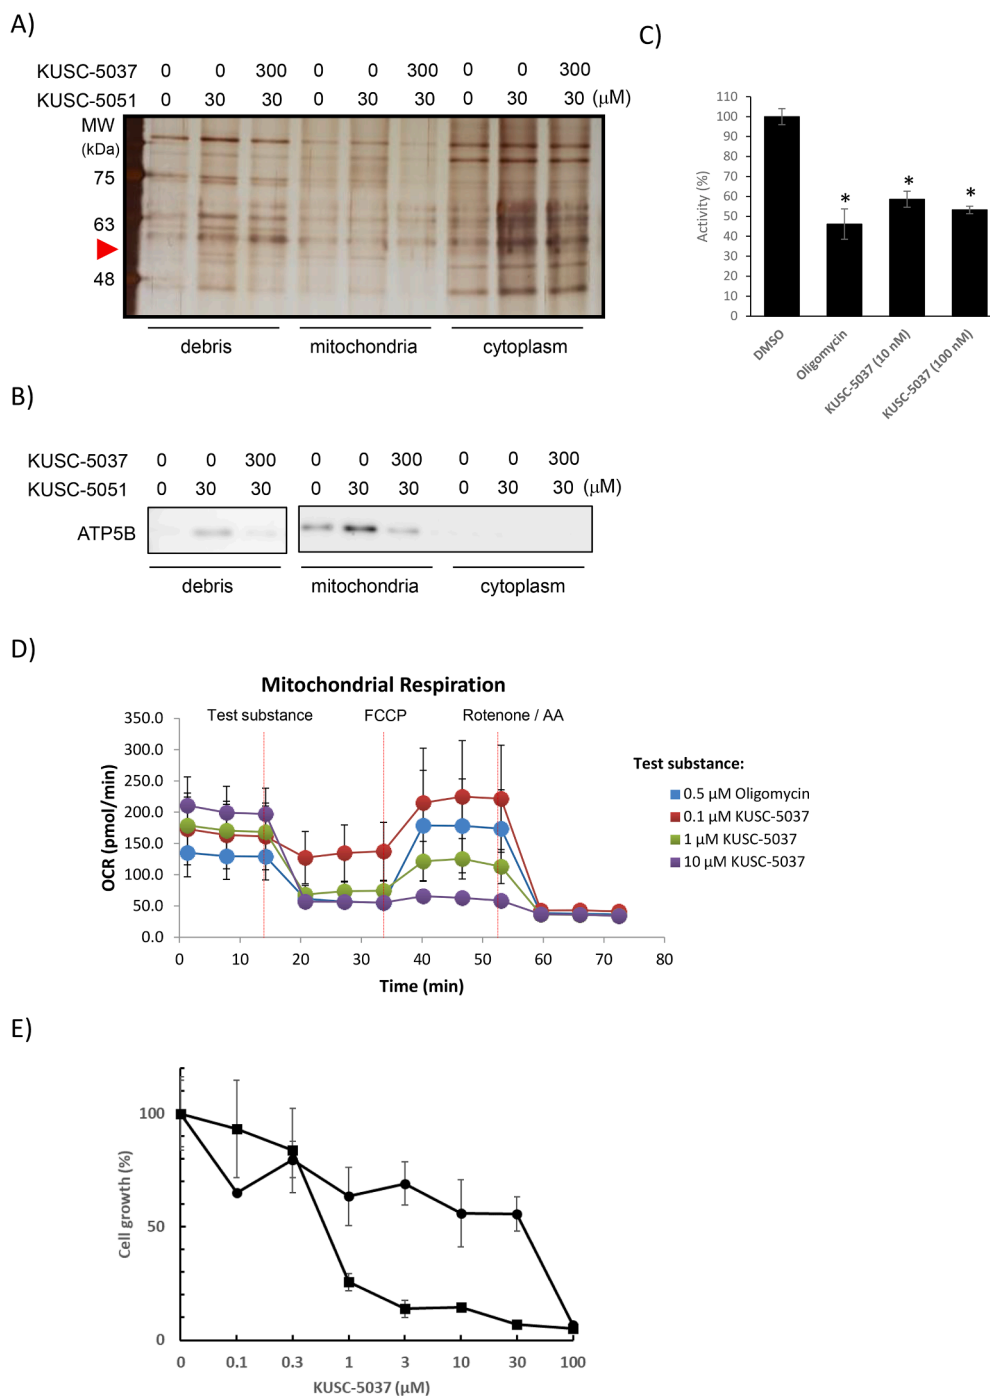 A)
KUSC-5037 0 0 300 0 0 300 0 0 300
KUSC-5051 0 30 30 0 30 30 0 30 30 (μM)
MW
(kDa)
75
63
48
debris mitochondria cytoplasm
C)
110
100
90
80
70
60
50
40
30
20
10
0
Activity (%)
* * *
DMSO
Oligomycin
KUSC-5037 (10 nM)
KUSC-5037 (100 nM)
B)
KUSC-5037 0 0 300 0 0 300 0 0 300
KUSC-5051 0 30 30 0 30 30 0 30 30 (μM)
ATP5B
debris mitochondria cytoplasm
D)
Mitochondrial Respiration
Test substance FCCP Rotenone / AA
350.0
300.0
250.0
200.0
150.0
100.0
50.0
0.0
OCR (pmol/min)
0 10 20 30 40 50 60 70 80
Time (min)
Test substance:
0.5 μM Oligomycin
0.1 μM KUSC-5037
1 μM KUSC-5037
10 μM KUSC-5037
E)
100
50
0
Cell growth (%)
0 0.1 0.3 1 3 10 30 100
KUSC-5037 (μM)